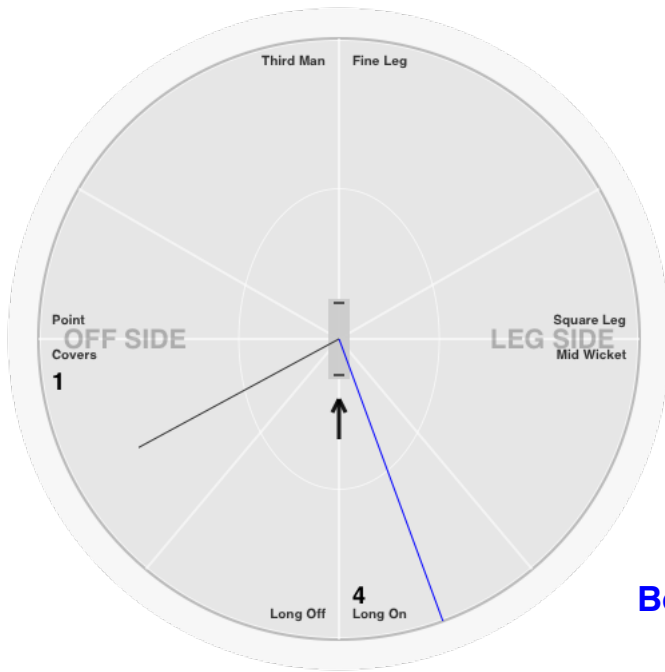 Third Man
Fine Leg
Point
OFF SIDE
Covers
1
Square Leg
LEG SIDE
Mid Wicket
4
Long Off
Long On